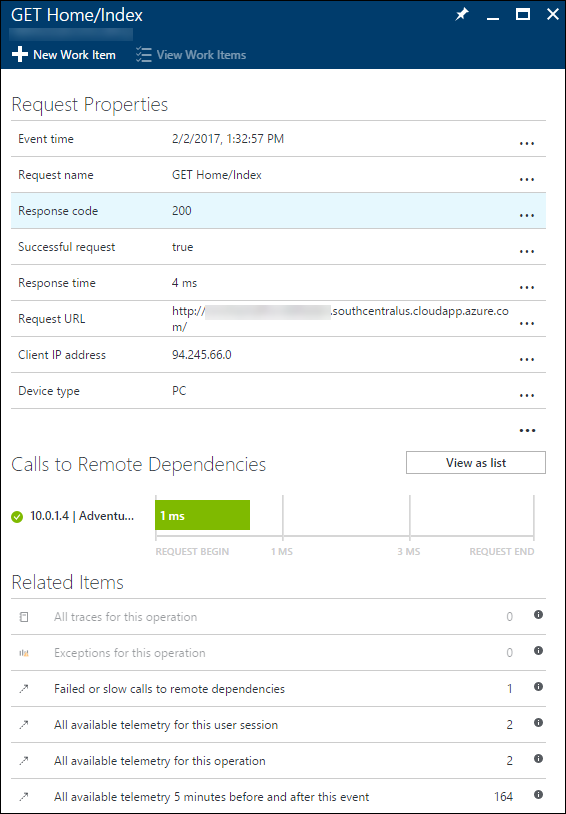 GET Home/Index
New Work Item
View Work Items
Request Properties
Event time 2/2/2017, 1:32:57 PM ...
Request name GET Home/Index ...
Response code 200 ...
Successful request true ...
Response time 4 ms ...
Request URL http:// .southcentralus.cloudapp.azure.co
m/ ...
Client IP address 94.245.66.0 ...
Device type PC ...
...
Calls to Remote Dependencies View as list
10.0.1.4 | Adventu... 1 ms
REQUEST BEGIN 1 MS 3 MS REQUEST END
Related Items
All traces for this operation 0
Exceptions for this operation 0
Failed or slow calls to remote dependencies 1
All available telemetry for this user session 2
All available telemetry for this operation 2
All available telemetry 5 minutes before and after this event 164